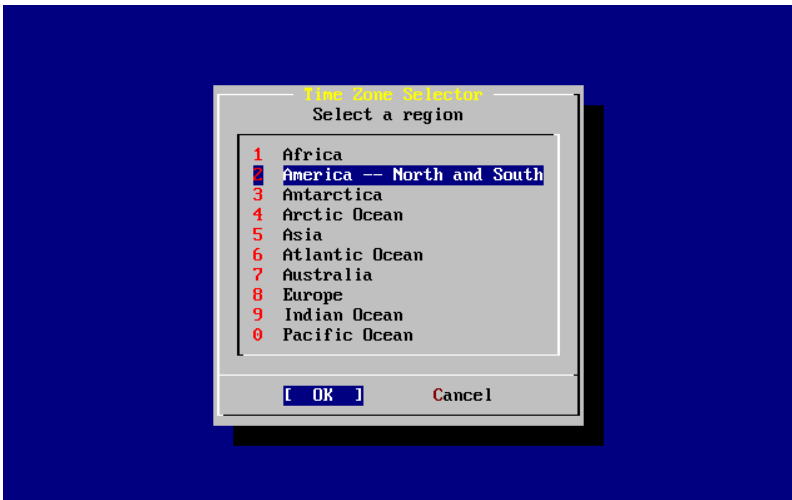 Time Zone Selector
Select a region
1 Africa
2 America -- North and South
3 Antarctica
4 Arctic Ocean
5 Asia
6 Atlantic Ocean
7 Australia
8 Europe
9 Indian Ocean
0 Pacific Ocean
[ OK ] Cancel